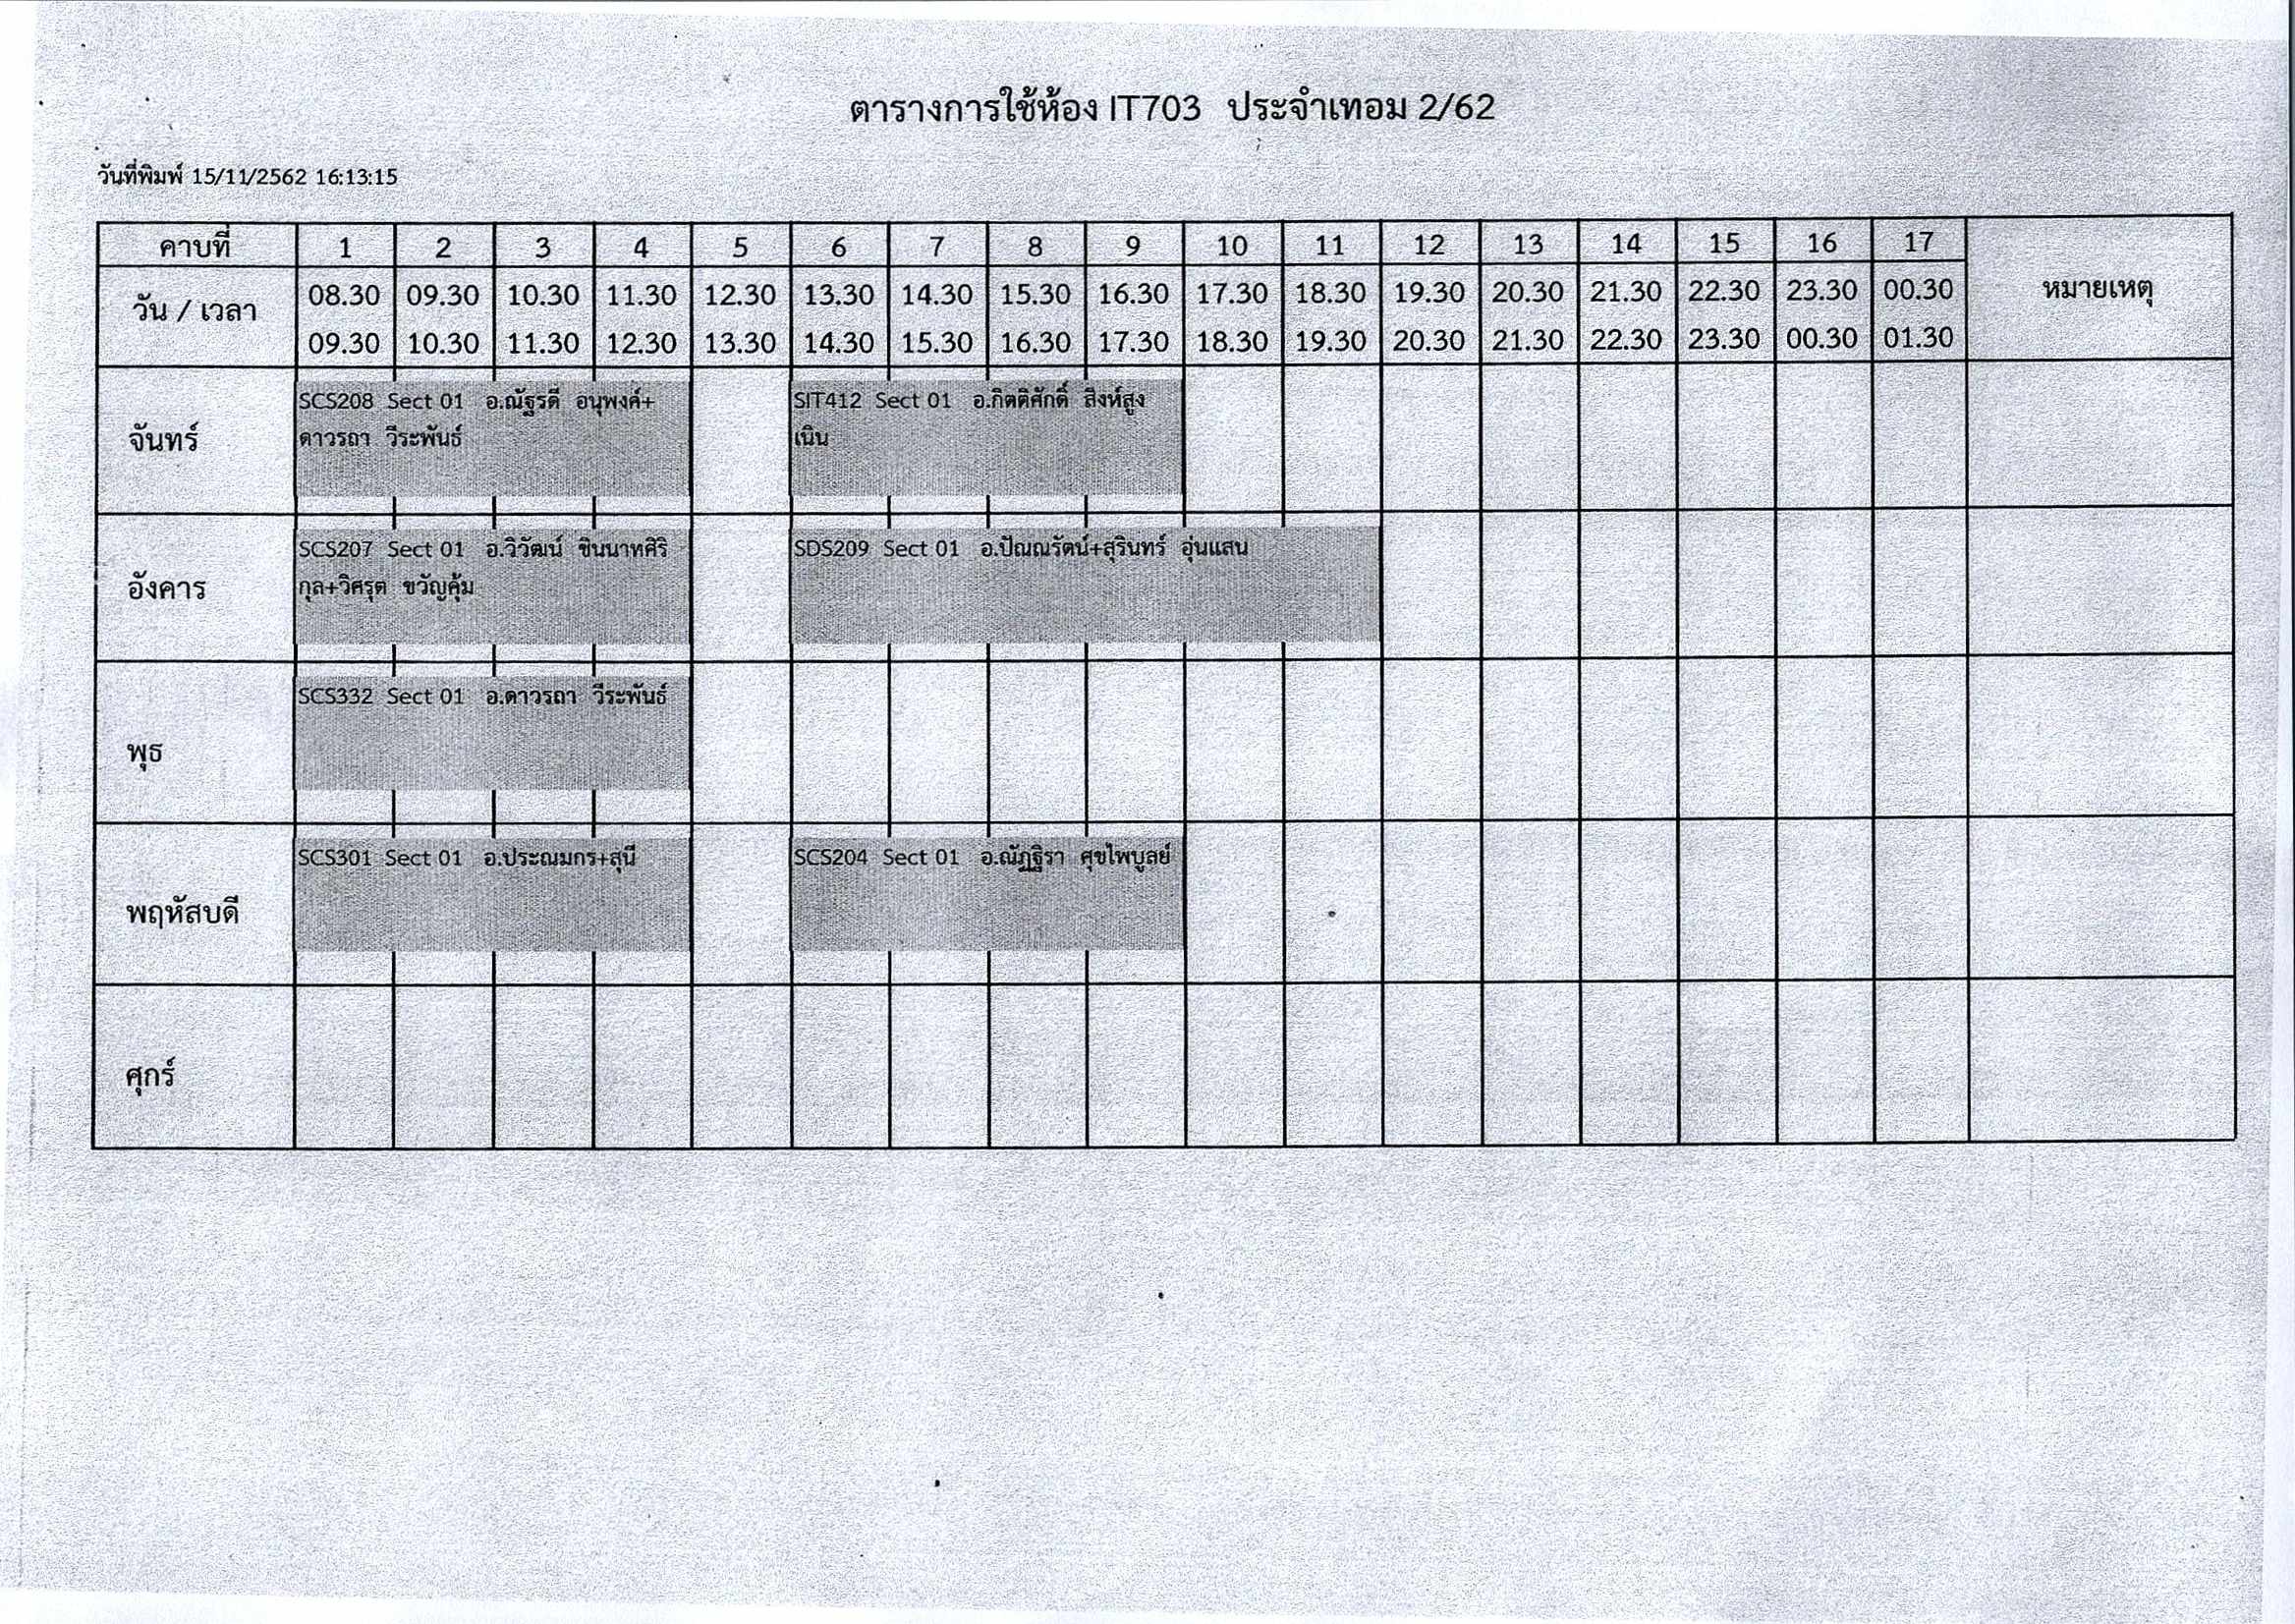 ตารางการใช้ห้อง IT703 ประจำเทอม 2/62
วันที่พิมพ์ 15/11/2562 16:13:15
คาบที่ 1 2 3 4 5 6 7 8 9 10 11 12 13 14 15 16 17
วัน / เวลา 08.30 09.30 10.30 11.30 12.30 13.30 14.30 15.30 16.30 17.30 18.30 19.30 20.30 21.30 22.30 23.30 00.30 หมายเหตุ
09.30 10.30 11.30 12.30 13.30 14.30 15.30 16.30 17.30 18.30 19.30 20.30 21.30 22.30 23.30 00.30 01.30
จันทร์
SCS208 Sect 01 อ.ณัฐรดี อนุพงค์+
ดาวรถา วีระพันธ์
SIT412 Sect 01 อ.กิตติศักดิ์ สิงห์สูง
เนิน
อังคาร
SCS207 Sect 01 อ.วิวัฒน์ ชินนาทศิริ
กุล+วิศรุต ขวัญคุ้ม
SDS209 Sect 01 อ.ปัณณรัตน์+สุรินทร์ อุ่นแสน
พุธ
SCS332 Sect 01 อ.ดาวรถา วีระพันธ์
พฤหัสบดี
SCS301 Sect 01 อ.ประณมกร+สุนี
SCS204 Sect 01 อ.ณัฏฐิรา ศุขไพบูลย์
ศุกร์